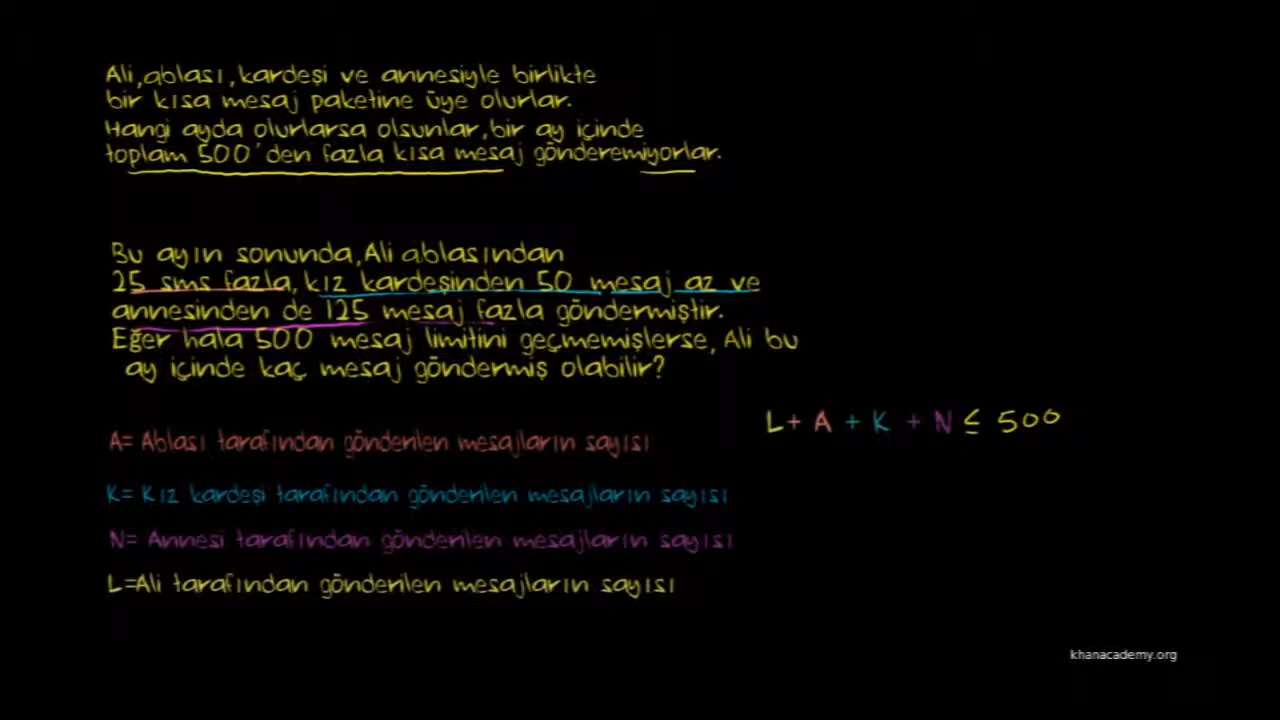 Ali,ablası,kardeşi ve annesiyle birlikte
bir kısa mesaj paketine üye olurlar.
Hangi ayda olurlarsa olsunlar,bir ay içinde
toplam 500'den fazla kısa mesaj gönderemiyorlar.
Bu ayın sonunda,Ali ablasından
25 sms fazla,kız kardeşinden 50 mesaj az ve
annesinden de 125 mesaj fazla göndermiştir.
Eğer hala 500 mesaj limitini geçmemişlerse, Ali bu
ay içinde kaç mesaj göndermiş olabilir?
L+ A + K + N ≤ 500
A= Ablası tarafından gönderilen mesajların sayısı
K= Kız kardeşi tarafından gönderilen mesajların sayısı
N= Annesi tarafından gönderilen mesajların sayısı
L=Ali tarafından gönderilen mesajların sayısı
khanacademy.org